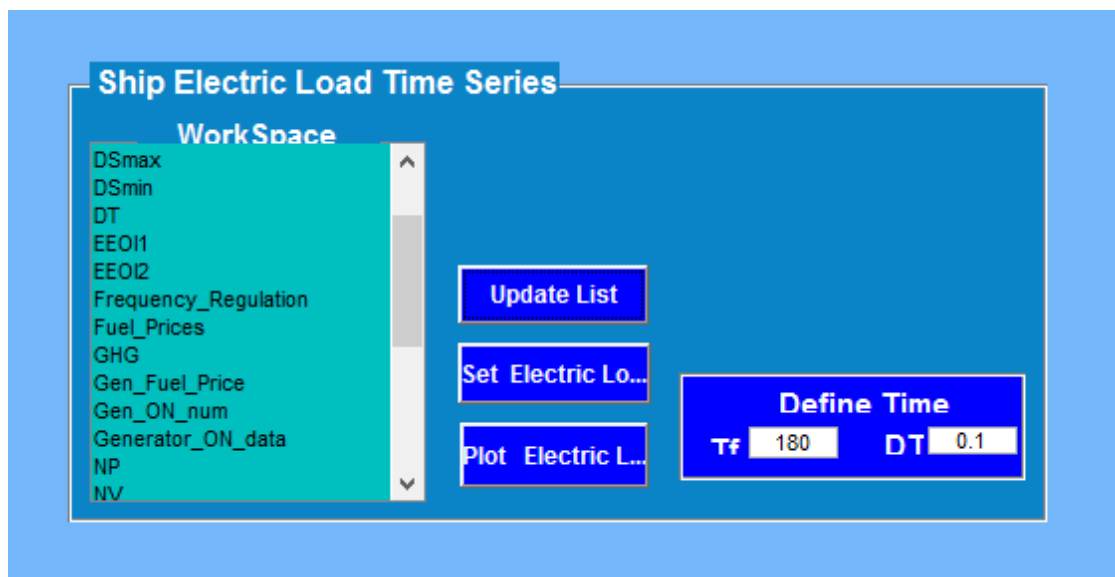 Ship Electric Load Time Series
WorkSpace
DSmax
DSmin
DT
EEOI1
EEOI2
Frequency_Regulation
Fuel_Prices
GHG
Gen_Fuel_Price
Gen_ON_num
Generator_ON_data
NP
NV
Update List
Set Electric Lo...
Plot Electric L...
Define Time
Tf 180 DT 0.1